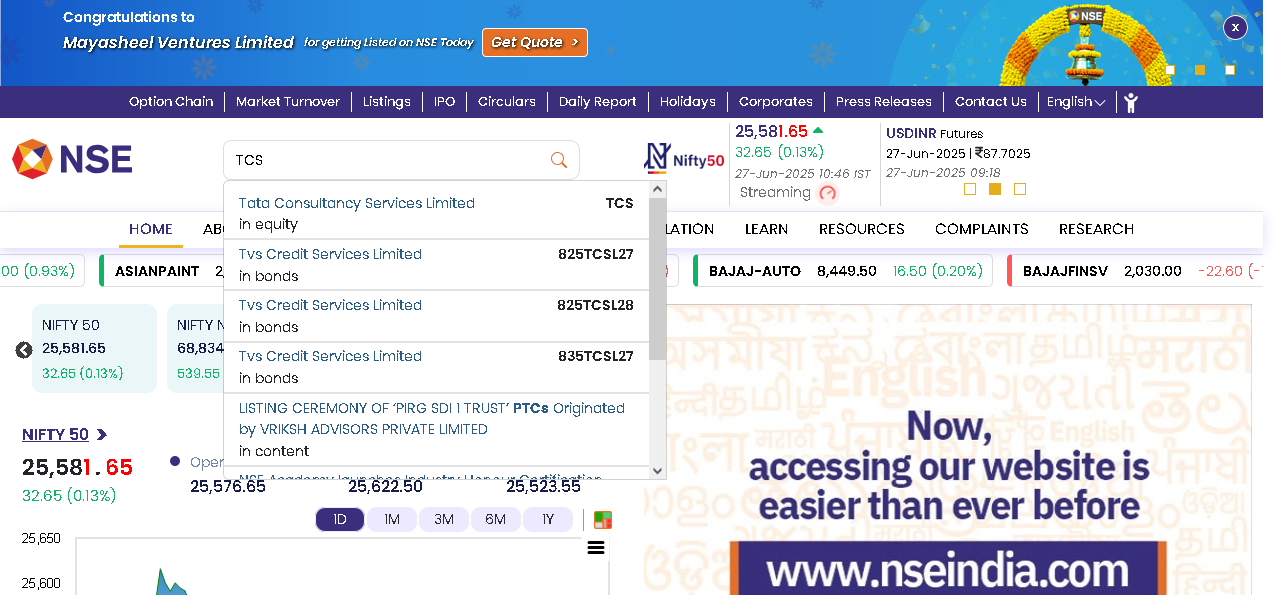 Congratulations to
Mayasheel Ventures Limited for getting Listed on NSE Today Get Quote >
NSE
x
Option Chain Market Turnover Listings IPO Circulars Daily Report Holidays Corporates Press Releases Contact Us English
NSE
TCS
Nifty50
25,581.65
32.65 (0.13%)
27-Jun-2025 10:46 IST
Streaming
USDINR Futures
27-Jun-2025 | ₹87.7025
27-Jun-2025 09:18
Tata Consultancy Services Limited TCS
in equity
Tvs Credit Services Limited 825TCSL27
in bonds
Tvs Credit Services Limited 825TCSL28
in bonds
Tvs Credit Services Limited 835TCSL27
in bonds
LISTING CEREMONY OF ‘PIRG SDI 1 TRUST’ PTCs Originated
by VRIKSH ADVISORS PRIVATE LIMITED
in content
HOME AB LATION LEARN RESOURCES COMPLAINTS RESEARCH
00 (0.93%) ASIANPAINT 2, ) BAJAJ-AUTO 8,449.50 16.50 (0.20%) BAJAJFINSV 2,030.00 -22.60 (-
NIFTY 50
25,581.65
32.65 (0.13%)
NIFTY N
68,834
539.55
NIFTY 50
25,581.65
32.65 (0.13%)
Open
25,576.65 25,622.50 25,523.55
1D 1M 3M 6M 1Y
25,650
25,600
English
मराठी
ગુજરાતી
தமிழ்
Now,
accessing our website is
easier than ever before
www.nseindia.com